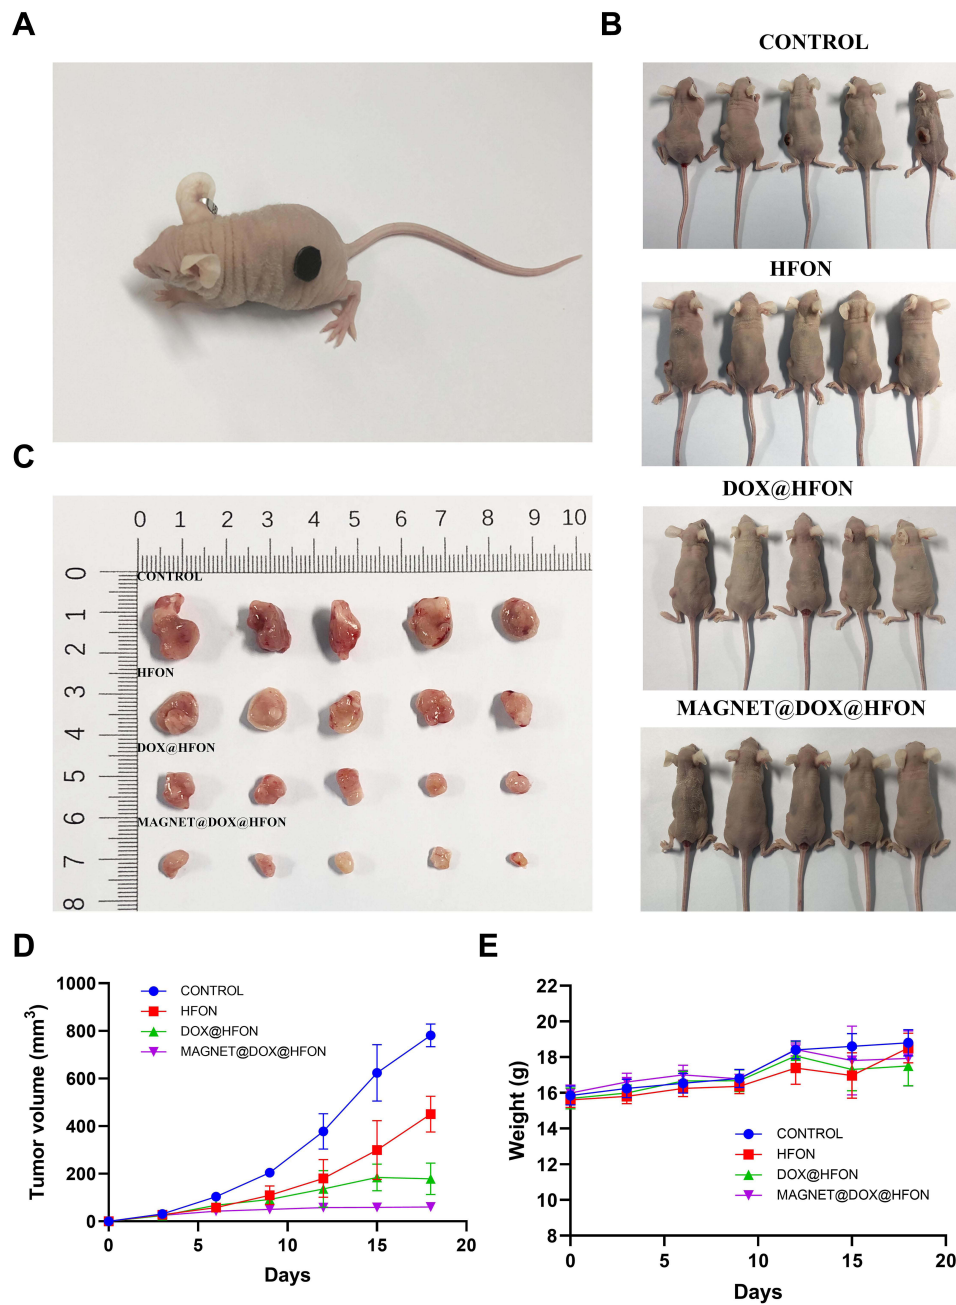 A
B
CONTROL
HFON
DOX@HFON
MAGNET@DOX@HFON
C
0 1 2 3 4 5 6 7 8 9 10
0
1
2
3
4
5
6
7
8
CONTROL
HFON
DOX@HFON
MAGNET@DOX@HFON
D
1000
800
600
400
200
0
Tumor volume (mm³)
CONTROL
HFON
DOX@HFON
MAGNET@DOX@HFON
0 5 10 15 20
Days
E
22
20
18
16
14
12
10
8
Weight (g)
CONTROL
HFON
DOX@HFON
MAGNET@DOX@HFON
0 5 10 15 20
Days